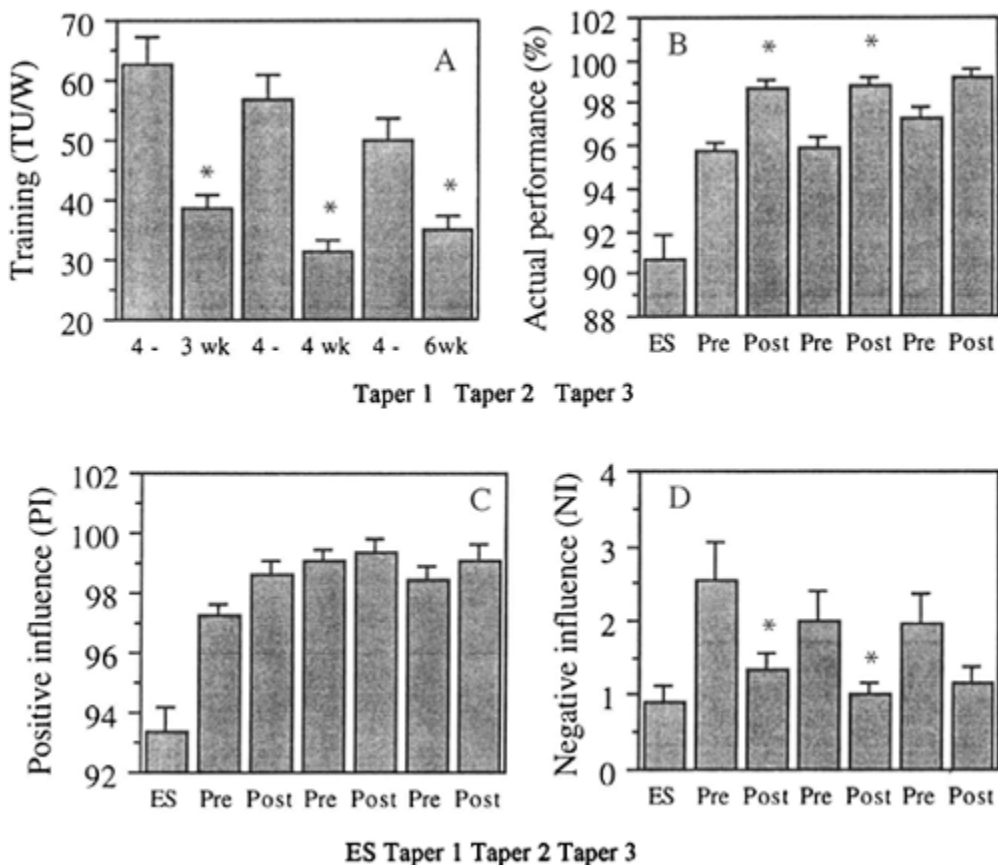 A
Training (TU/W)
70
60
50
40
30
20
* * *
4 - 3 wk 4 - 4 wk 4 - 6wk
B
Actual performance (%)
102
100
98
96
94
92
90
88
* *
ES Pre Post Pre Post Pre Post
Taper 1 Taper 2 Taper 3
C
Positive influence (PI)
102
100
98
96
94
92
ES Pre Post Pre Post Pre Post
D
Negative influence (NI)
4
3
2
1
0
* *
ES Pre Post Pre Post Pre Post
ES Taper 1 Taper 2 Taper 3